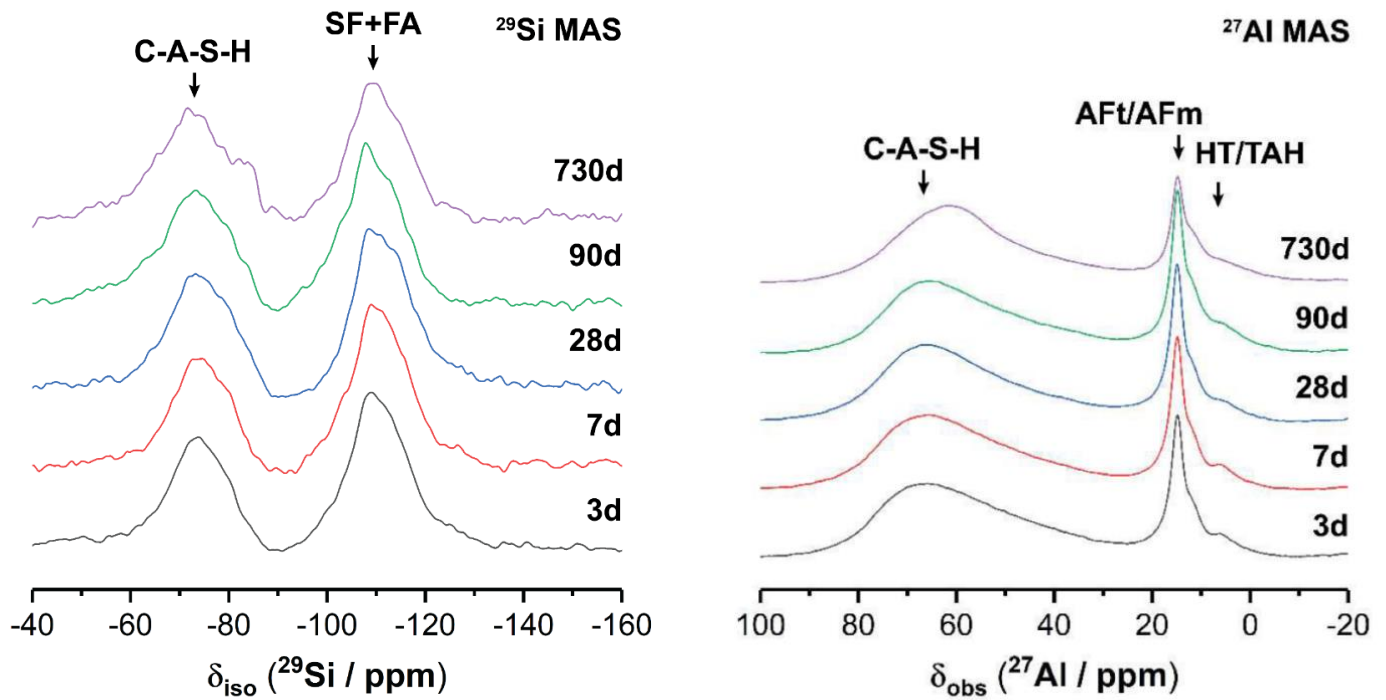 SF+FA
²⁹Si MAS
C-A-S-H
730d
90d
28d
7d
3d
-40 -60 -80 -100 -120 -140 -160
δiso (²⁹Si / ppm)
²⁷Al MAS
AFt/AFm
C-A-S-H
HT/TAH
730d
90d
28d
7d
3d
100 80 60 40 20 0 -20
δobs (²⁷Al / ppm)